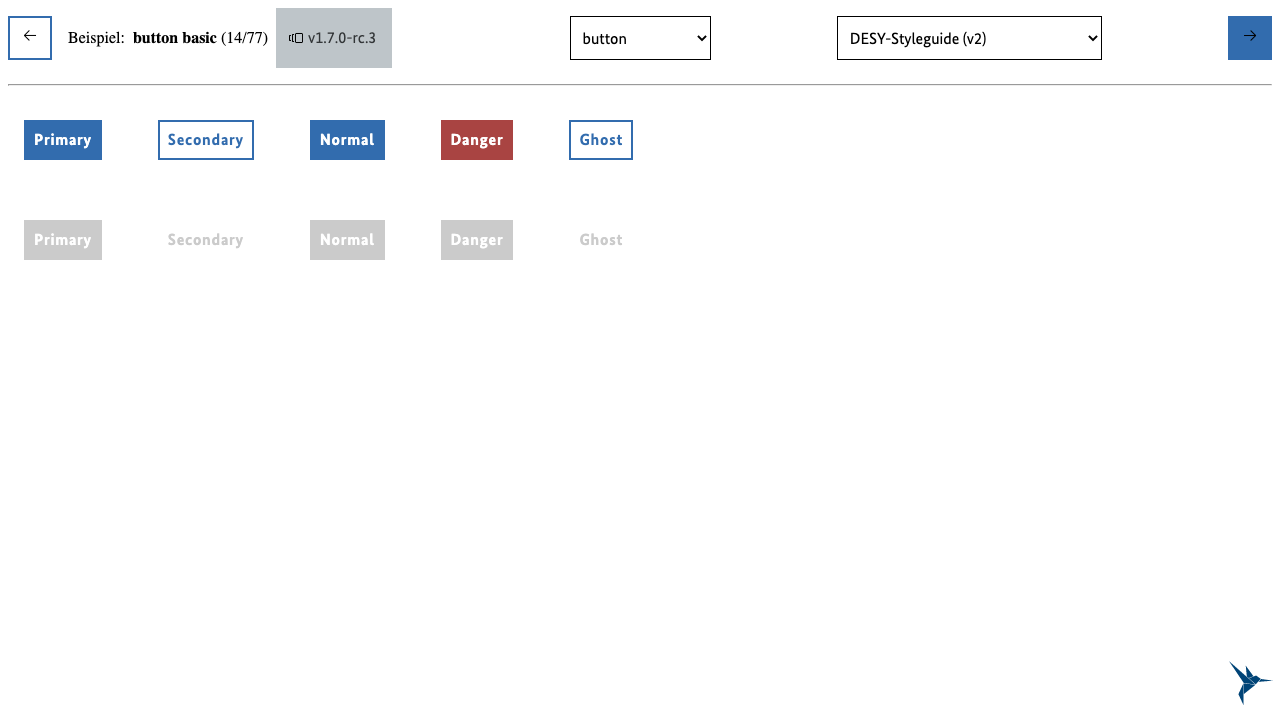 Beispiel: button basic (14/77) v1.7.0-rc.3 button DESY-Styleguide (v2)
Primary Secondary Normal Danger Ghost
Primary Secondary Normal Danger Ghost